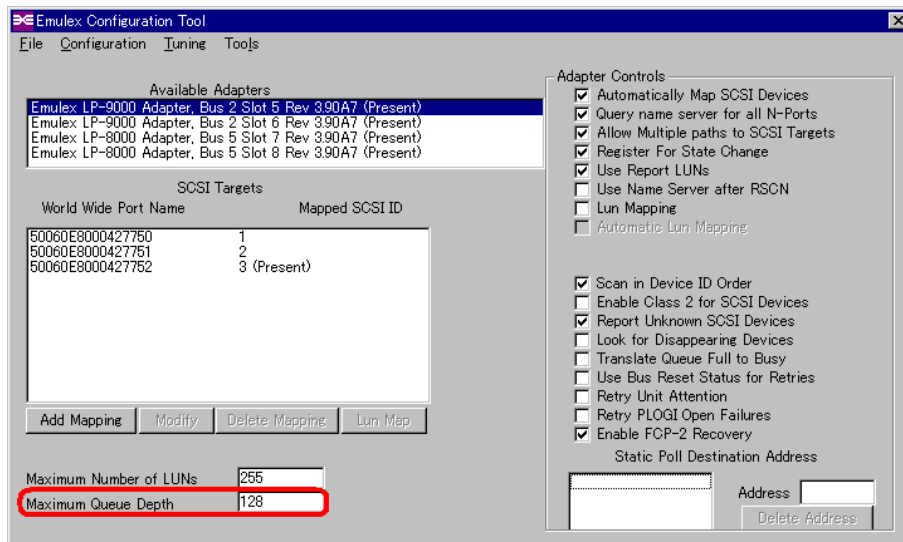 Emulex Configuration Tool
File Configuration Tuning Tools
Available Adapters
Emulex LP-9000 Adapter, Bus 2 Slot 5 Rev 3.90A7 (Present)
Emulex LP-9000 Adapter, Bus 2 Slot 6 Rev 3.90A7 (Present)
Emulex LP-8000 Adapter, Bus 5 Slot 7 Rev 3.90A7 (Present)
Emulex LP-8000 Adapter, Bus 5 Slot 8 Rev 3.90A7 (Present)
SCSI Targets
World Wide Port Name Mapped SCSI ID
50060E8000427750 1
50060E8000427751 2
50060E8000427752 3 (Present)
Add Mapping Modify Delete Mapping Lun Map
Maximum Number of LUNs 255
Maximum Queue Depth 128
Adapter Controls
Automatically Map SCSI Devices
Query name server for all N-Ports
Allow Multiple paths to SCSI Targets
Register For State Change
Use Report LUNs
Use Name Server after RSCN
Lun Mapping
Automatic Lun Mapping
Scan in Device ID Order
Enable Class 2 for SCSI Devices
Report Unknown SCSI Devices
Look for Disappearing Devices
Translate Queue Full to Busy
Use Bus Reset Status for Retries
Retry Unit Attention
Retry PLOGI Open Failures
Enable FCP-2 Recovery
Static Poll Destination Address
Address
Delete Address